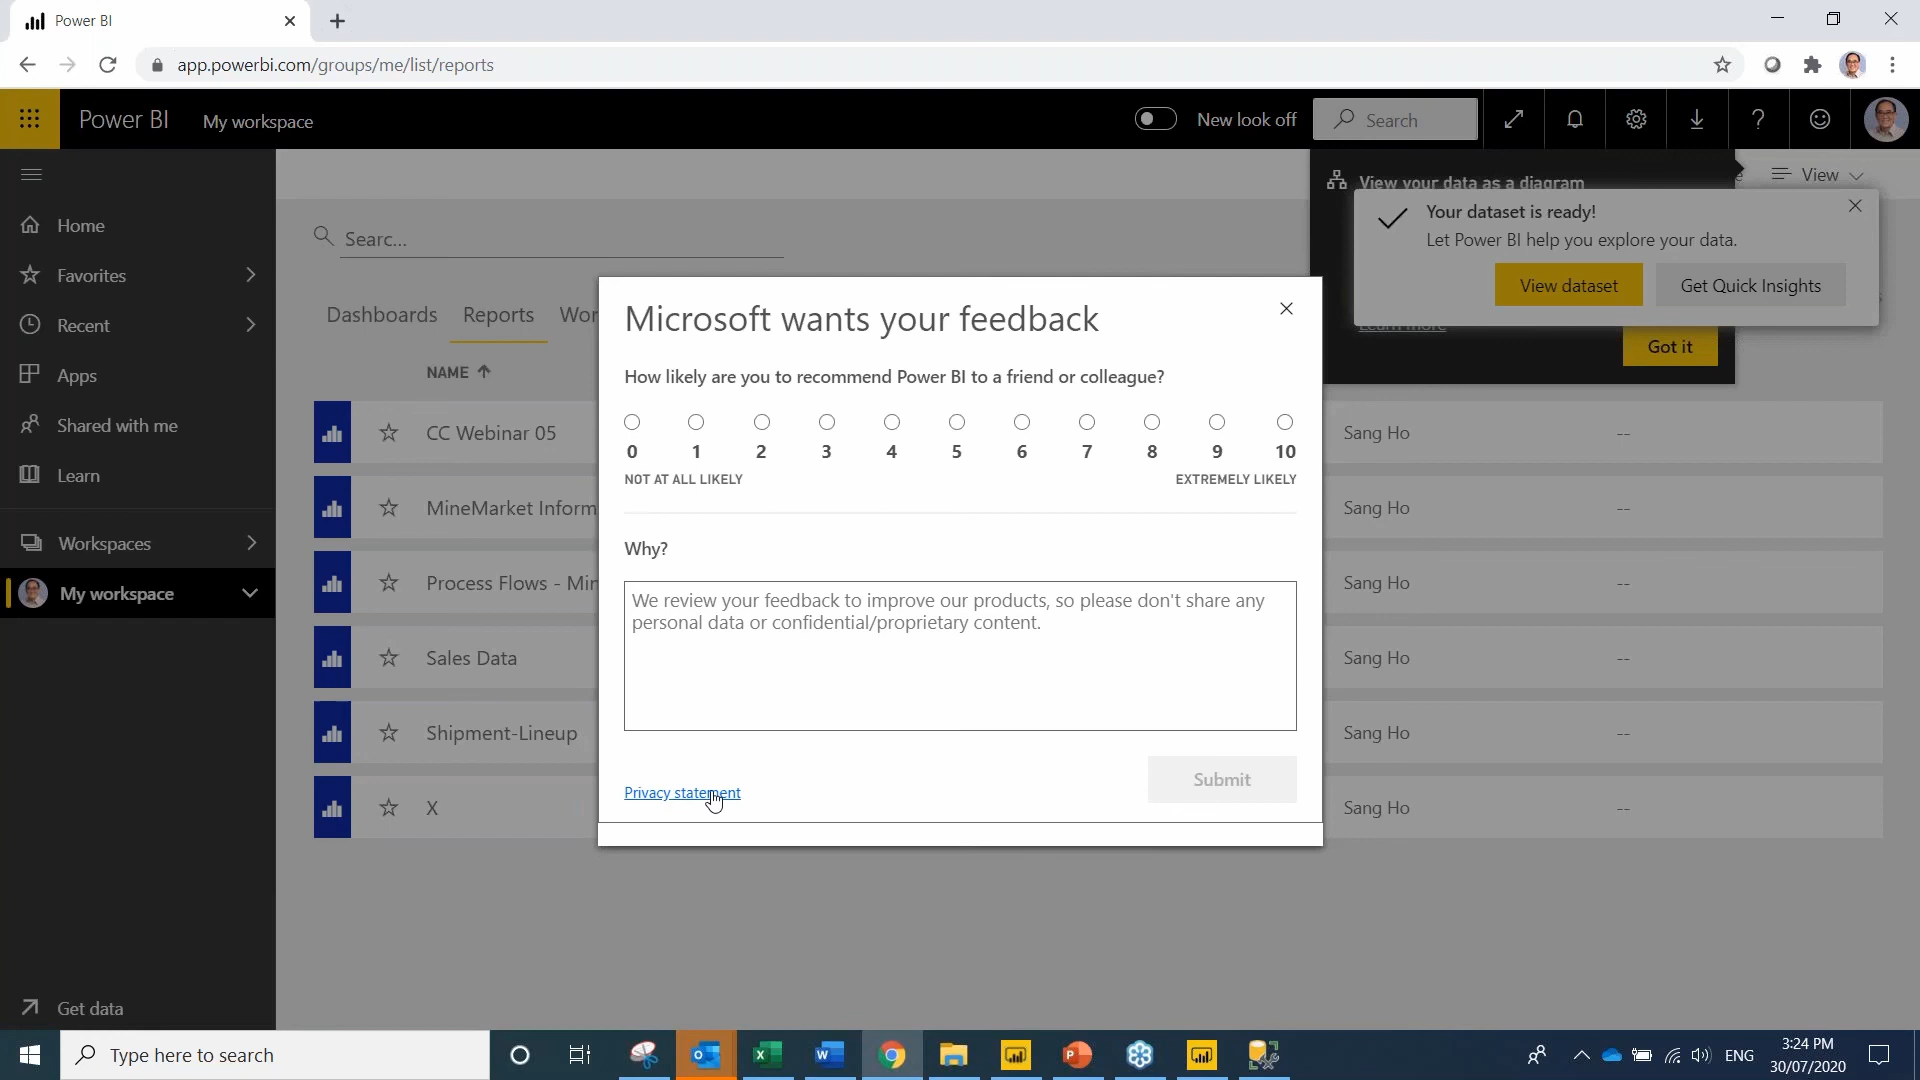 Power BI
app.powerbi.com/groups/me/list/reports
Power BI
My workspace
New look off
Search
View your data as a diagram
View
Your dataset is ready!
Let Power BI help you explore your data.
View dataset
Get Quick Insights
Learn more
Got it
Home
Favorites
Recent
Apps
Shared with me
Learn
Workspaces
My workspace
Get data
Searc...
Dashboards
Reports
Wor
NAME
CC Webinar 05
Sang Ho
--
MineMarket Inform
Sang Ho
--
Process Flows - Min
Sang Ho
--
Sales Data
Sang Ho
--
Shipment-Lineup
Sang Ho
--
X
Sang Ho
--
Microsoft wants your feedback
How likely are you to recommend Power BI to a friend or colleague?
0 1 2 3 4 5 6 7 8 9 10
NOT AT ALL LIKELY
EXTREMELY LIKELY
Why?
We review your feedback to improve our products, so please don't share any
personal data or confidential/proprietary content.
Privacy statement
Submit
Type here to search
ENG
3:24 PM
30/07/2020